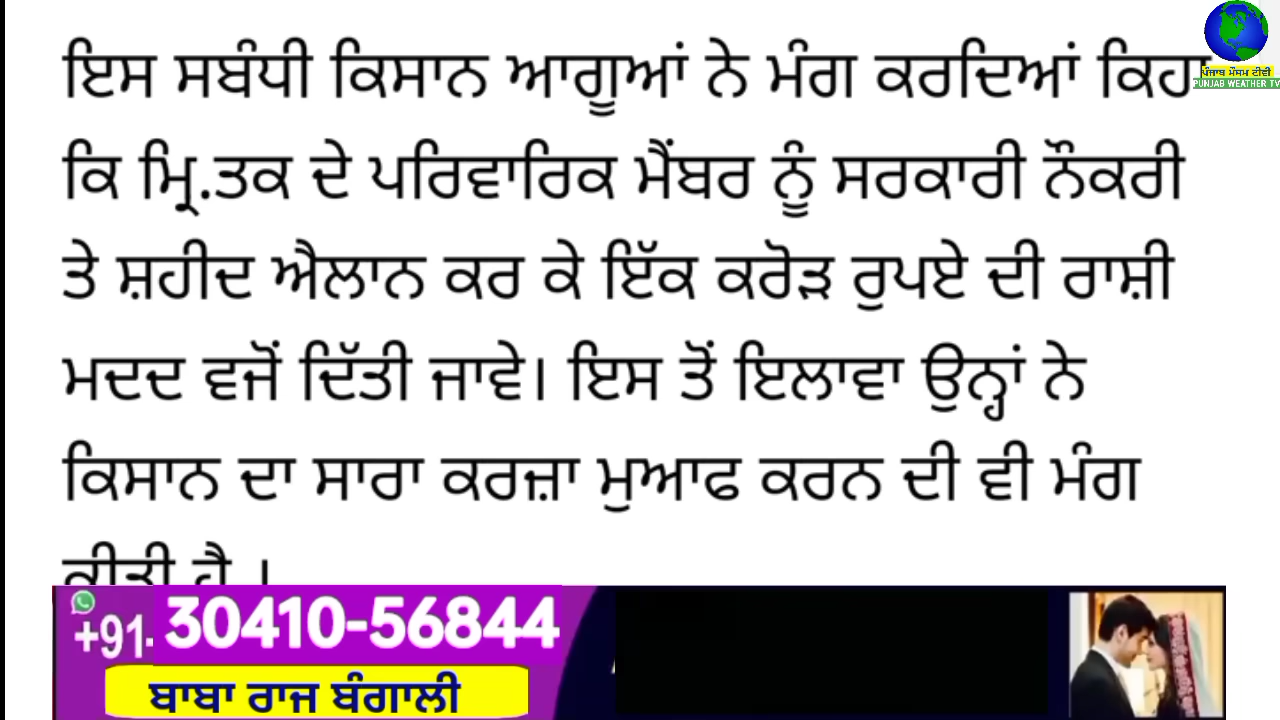 ਇਸ ਸਬੰਧੀ ਕਿਸਾਨ ਆਗੂਆਂ ਨੇ ਮੰਗ ਕਰਦਿਆਂ ਕਿਹਾ
ਕਿ ਮ੍ਰਿ.ਤਕ ਦੇ ਪਰਿਵਾਰਿਕ ਮੈਂਬਰ ਨੂੰ ਸਰਕਾਰੀ ਨੌਕਰੀ
ਤੇ ਸ਼ਹੀਦ ਐਲਾਨ ਕਰ ਕੇ ਇੱਕ ਕਰੋੜ ਰੁਪਏ ਦੀ ਰਾਸ਼ੀ
ਮਦਦ ਵਜੋਂ ਦਿੱਤੀ ਜਾਵੇ। ਇਸ ਤੋਂ ਇਲਾਵਾ ਉਨ੍ਹਾਂ ਨੇ
ਕਿਸਾਨ ਦਾ ਸਾਰਾ ਕਰਜ਼ਾ ਮੁਆਫ ਕਰਨ ਦੀ ਵੀ ਮੰਗ
ਕੀਤੀ ਹੈ ।
ਪੰਜਾਬ ਮੌਸਮ ਟੀਵੀ
PUNJAB WEATHER TV
+91. 30410-56844
ਬਾਬਾ ਰਾਜ ਬੰਗਾਲੀ